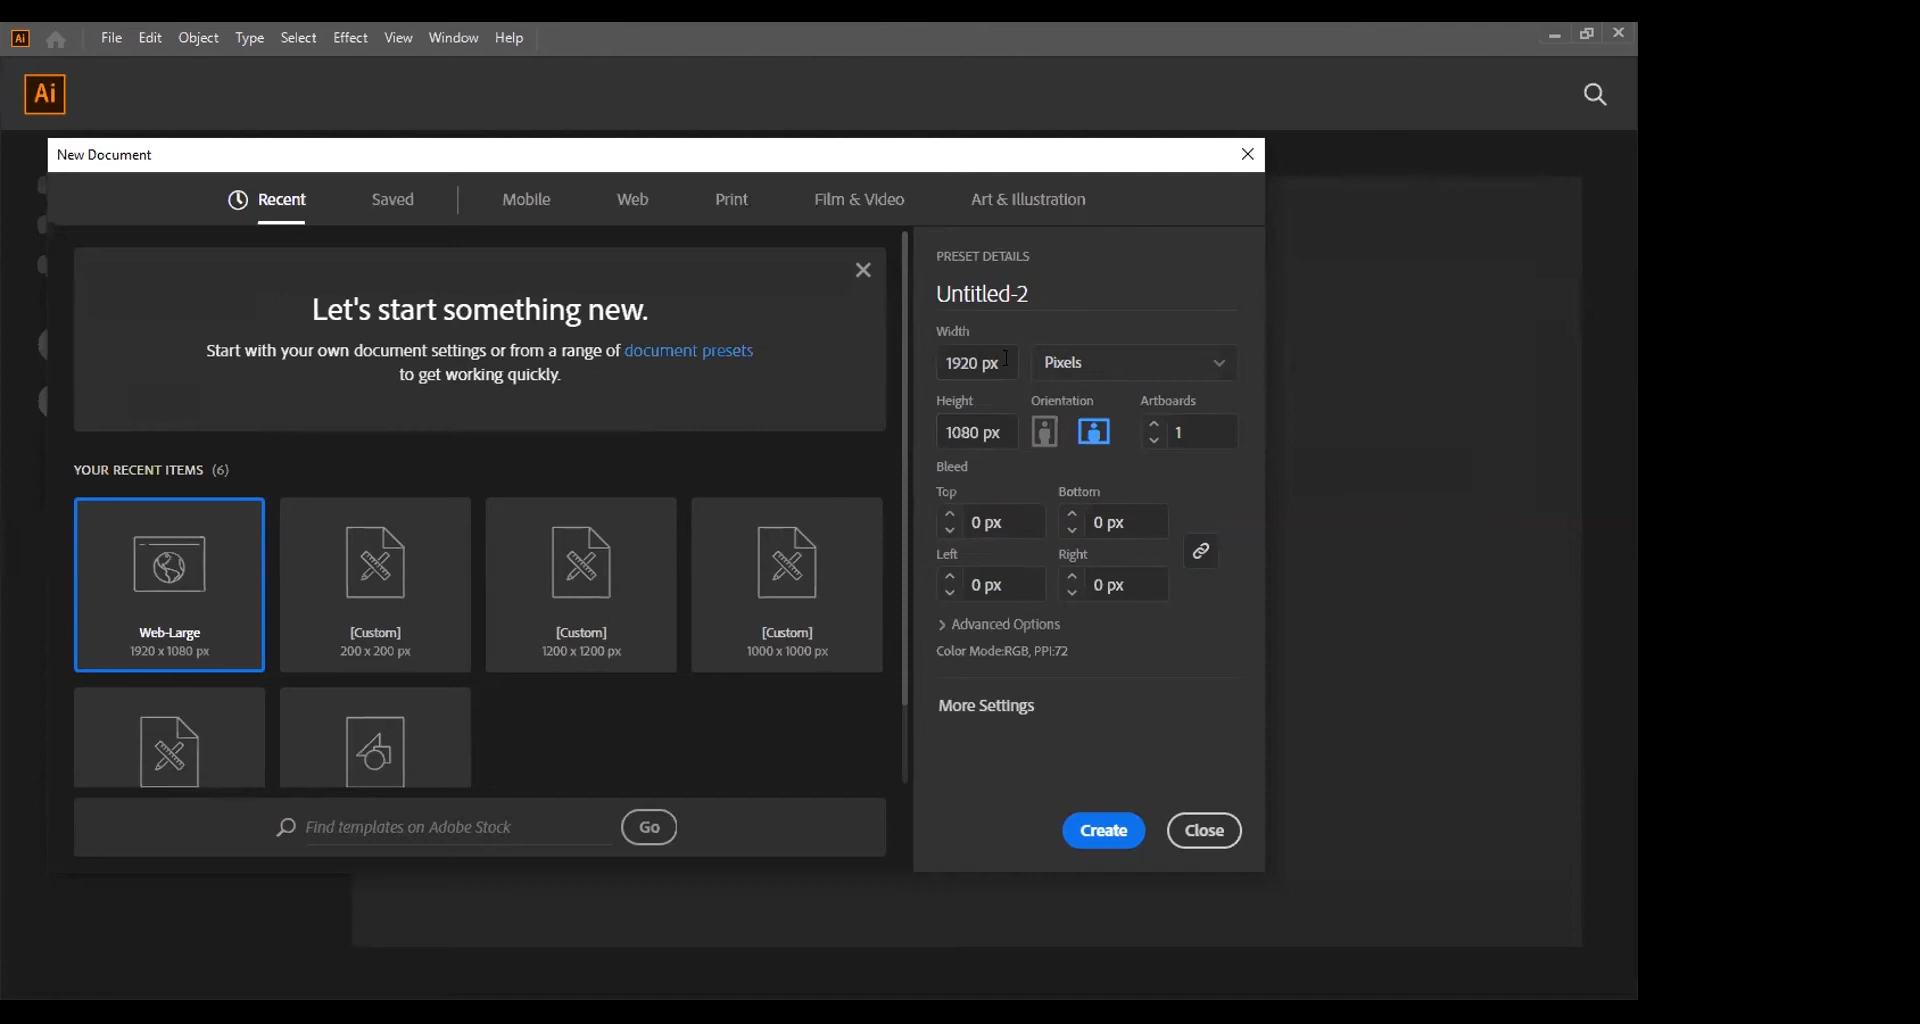 Ai
File Edit Object Type Select Effect View Window Help
Ai
New Document
Recent Saved Mobile Web Print Film & Video Art & Illustration
Let's start something new.
Start with your own document settings or from a range of document presets
to get working quickly.
YOUR RECENT ITEMS (6)
Web-Large
1920 x 1080 px
[Custom]
200 x 200 px
[Custom]
1200 x 1200 px
[Custom]
1000 x 1000 px
Find templates on Adobe Stock
Go
PRESET DETAILS
Untitled-2
Width
1920 px Pixels
Height Orientation Artboards
1080 px 1
Bleed
Top Bottom
0 px 0 px
Left Right
0 px 0 px
Advanced Options
Color Mode:RGB, PPI:72
More Settings
Create Close